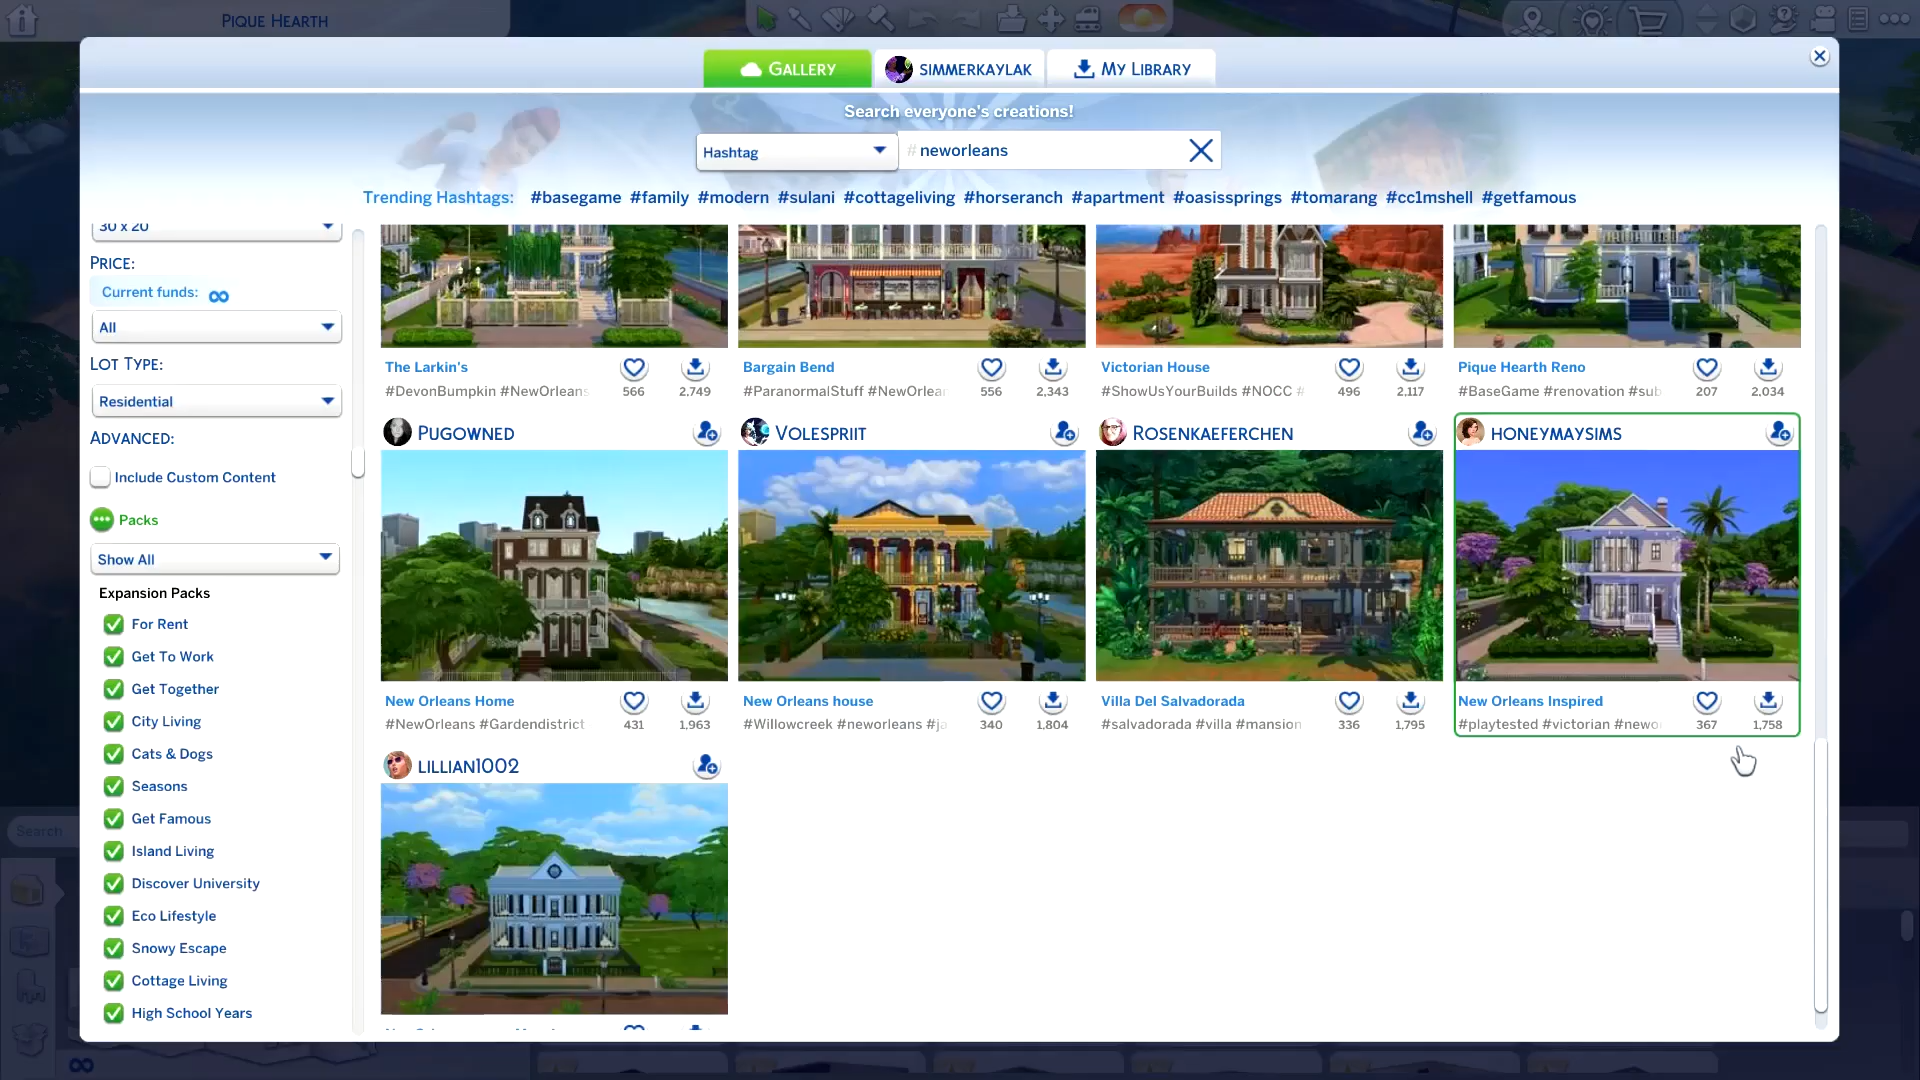 PIQUE HEARTH
GALLERY
SIMMERKAYLAK
MY LIBRARY
Search everyone's creations!
Hashtag
# neworleans
Trending Hashtags: #basegame #family #modern #sulani #cottageliving #horseranch #apartment #oasissprings #tomarang #cc1mshell #getfamous
30 x 20
PRICE:
Current funds: ∞
All
LOT TYPE:
Residential
ADVANCED:
Include Custom Content
Packs
Show All
Expansion Packs
For Rent
Get To Work
Get Together
City Living
Cats & Dogs
Seasons
Get Famous
Island Living
Discover University
Eco Lifestyle
Snowy Escape
Cottage Living
High School Years
The Larkin's
#DevonBumpkin #NewOrleans
566
2,749
Bargain Bend
#ParanormalStuff #NewOrlean
556
2,343
Victorian House
#ShowUsYourBuilds #NOCC #
496
2,117
Pique Hearth Reno
#BaseGame #renovation #sub
207
2,034
PUGOWNED
New Orleans Home
#NewOrleans #Gardendistrict
431
1,963
VOLESPRIIT
New Orleans house
#Willowcreek #neworleans #ja
340
1,804
ROSENKAEFERCHEN
Villa Del Salvadorada
#salvadorada #villa #mansion
336
1,795
HONEYMAYSIMS
New Orleans Inspired
#playtested #victorian #newo
367
1,758
LILLIAN1002
Search
∞